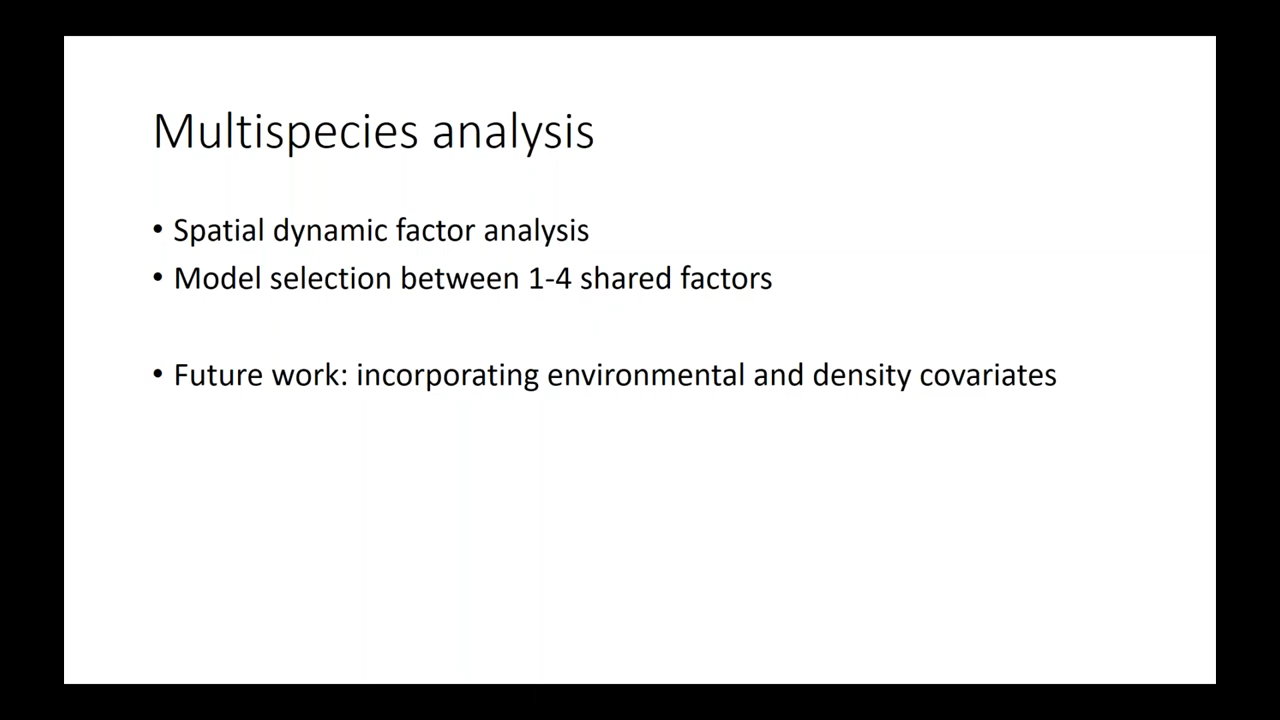 Multispecies analysis
• Spatial dynamic factor analysis
• Model selection between 1-4 shared factors
• Future work: incorporating environmental and density covariates